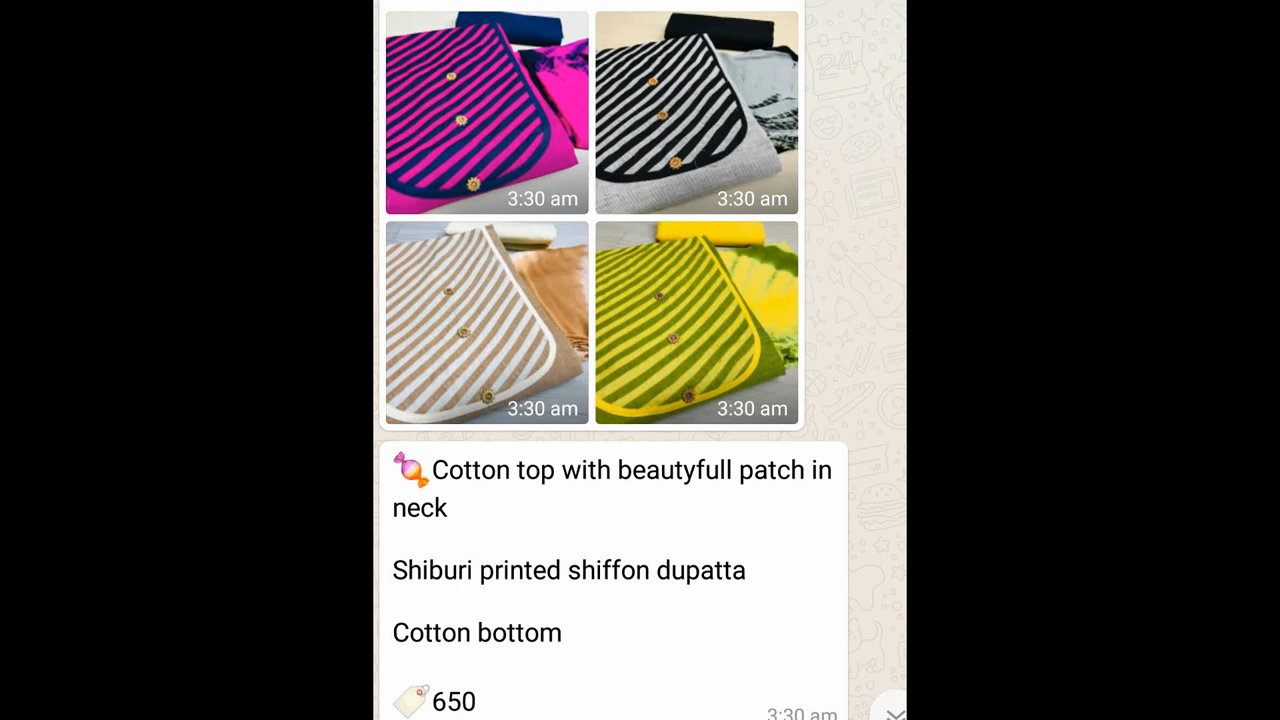 3:30 am
3:30 am
3:30 am
3:30 am
🍬Cotton top with beautyfull patch in
neck
Shiburi printed shiffon dupatta
Cotton bottom
🏷️650
3:30 am